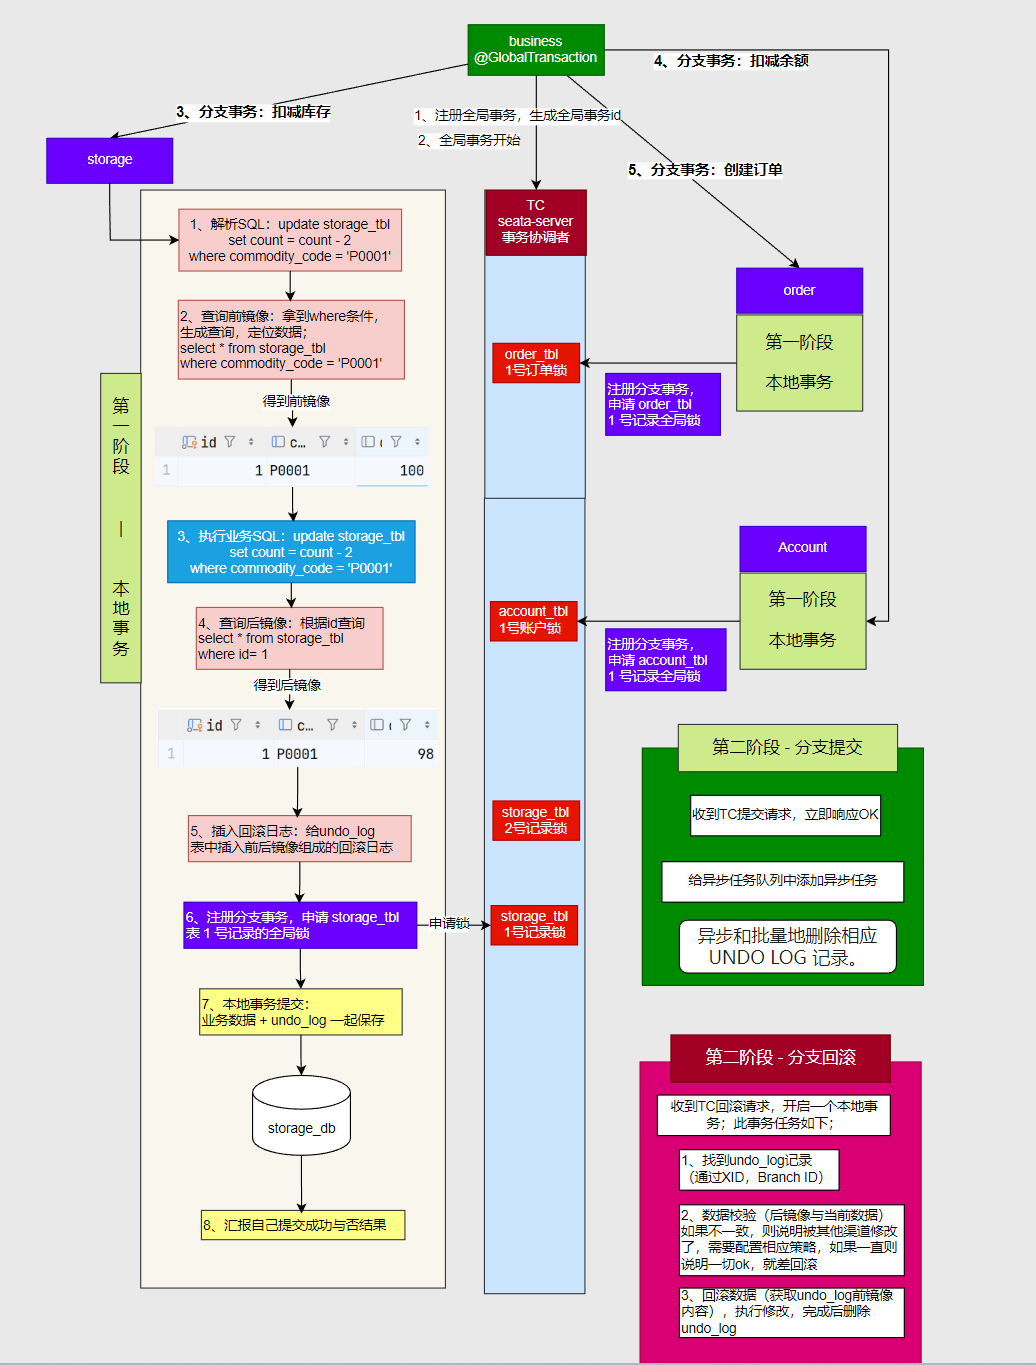 business
@GlobalTransaction
4、分支事务：扣减余额
3、分支事务：扣减库存
1、注册全局事务，生成全局事务id
2、全局事务开始
5、分支事务：创建订单
storage
TC
seata-server
事务协调者
1、解析SQL：update storage_tbl
set count = count - 2
where commodity_code = 'P0001'
2、查询前镜像：拿到where条件，
生成查询，定位数据；
select * from storage_tbl
where commodity_code = 'P0001'
得到前镜像
id c...
1 1 P0001 100
3、执行业务SQL：update storage_tbl
set count = count - 2
where commodity_code = 'P0001'
4、查询后镜像：根据id查询
select * from storage_tbl
where id= 1
得到后镜像
id c...
1 1 P0001 98
5、插入回滚日志：给undo_log
表中插入前后镜像组成的回滚日志
6、注册分支事务，申请 storage_tbl
表 1 号记录的全局锁
申请锁
7、本地事务提交：
业务数据 + undo_log 一起保存
storage_db
8、汇报自己提交成功与否结果
第
一
阶
段
|
本
地
事
务
order_tbl
1号订单锁
account_tbl
1号账户锁
storage_tbl
2号记录锁
storage_tbl
1号记录锁
order
第一阶段
本地事务
注册分支事务，
申请 order_tbl
1 号记录全局锁
Account
第一阶段
本地事务
注册分支事务，
申请 account_tbl
1 号记录全局锁
第二阶段 - 分支提交
收到TC提交请求，立即响应OK
给异步任务队列中添加异步任务
异步和批量地删除相应
UNDO LOG 记录。
第二阶段 - 分支回滚
收到TC回滚请求，开启一个本地事
务；此事务任务如下；
1、找到undo_log记录
（通过XID，Branch ID）
2、数据校验（后镜像与当前数据）
如果不一致，则说明被其他渠道修改
了，需要配置相应策略，如果一直则
说明一切ok，就差回滚
3、回滚数据（获取undo_log前镜像
内容），执行修改，完成后删除
undo_log